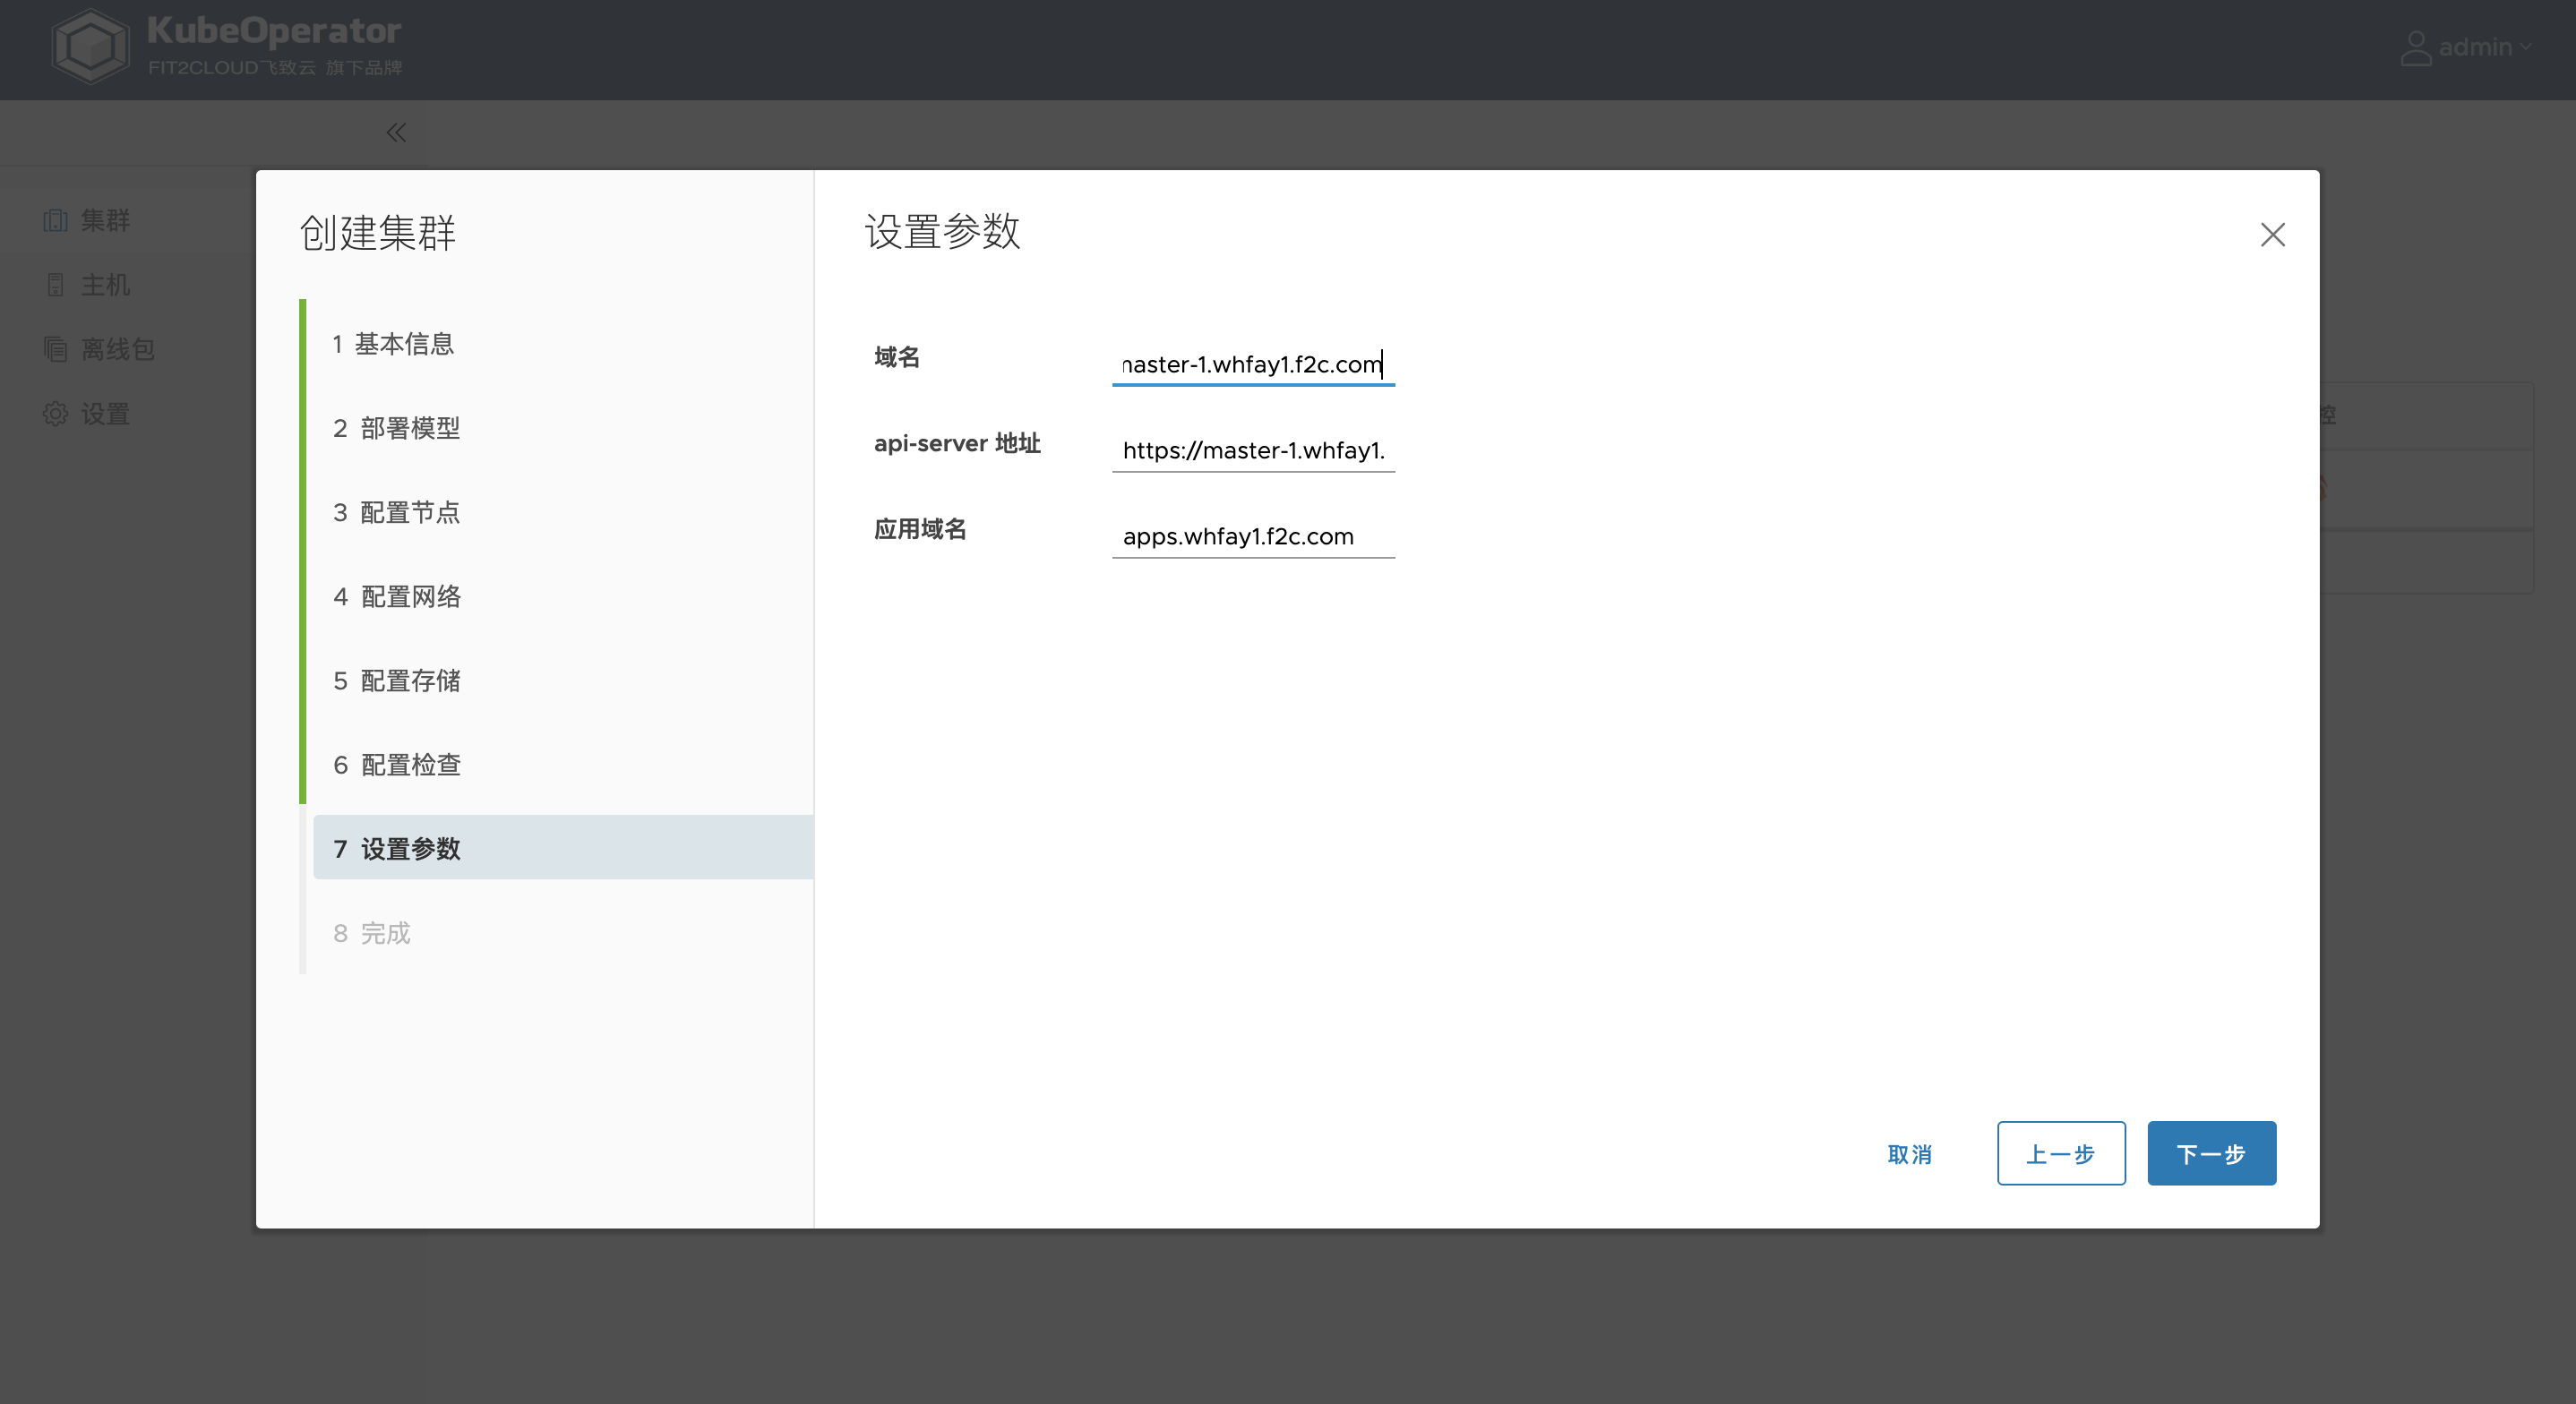 KubeOperator
FIT2CLOUD飞致云 旗下品牌
admin
集群
主机
离线包
设置
创建集群
1 基本信息
2 部署模型
3 配置节点
4 配置网络
5 配置存储
6 配置检查
7 设置参数
8 完成
设置参数
域名
master-1.whfay1.f2c.com
api-server 地址
https://master-1.whfay1.
应用域名
apps.whfay1.f2c.com
控
取消
上一步
下一步